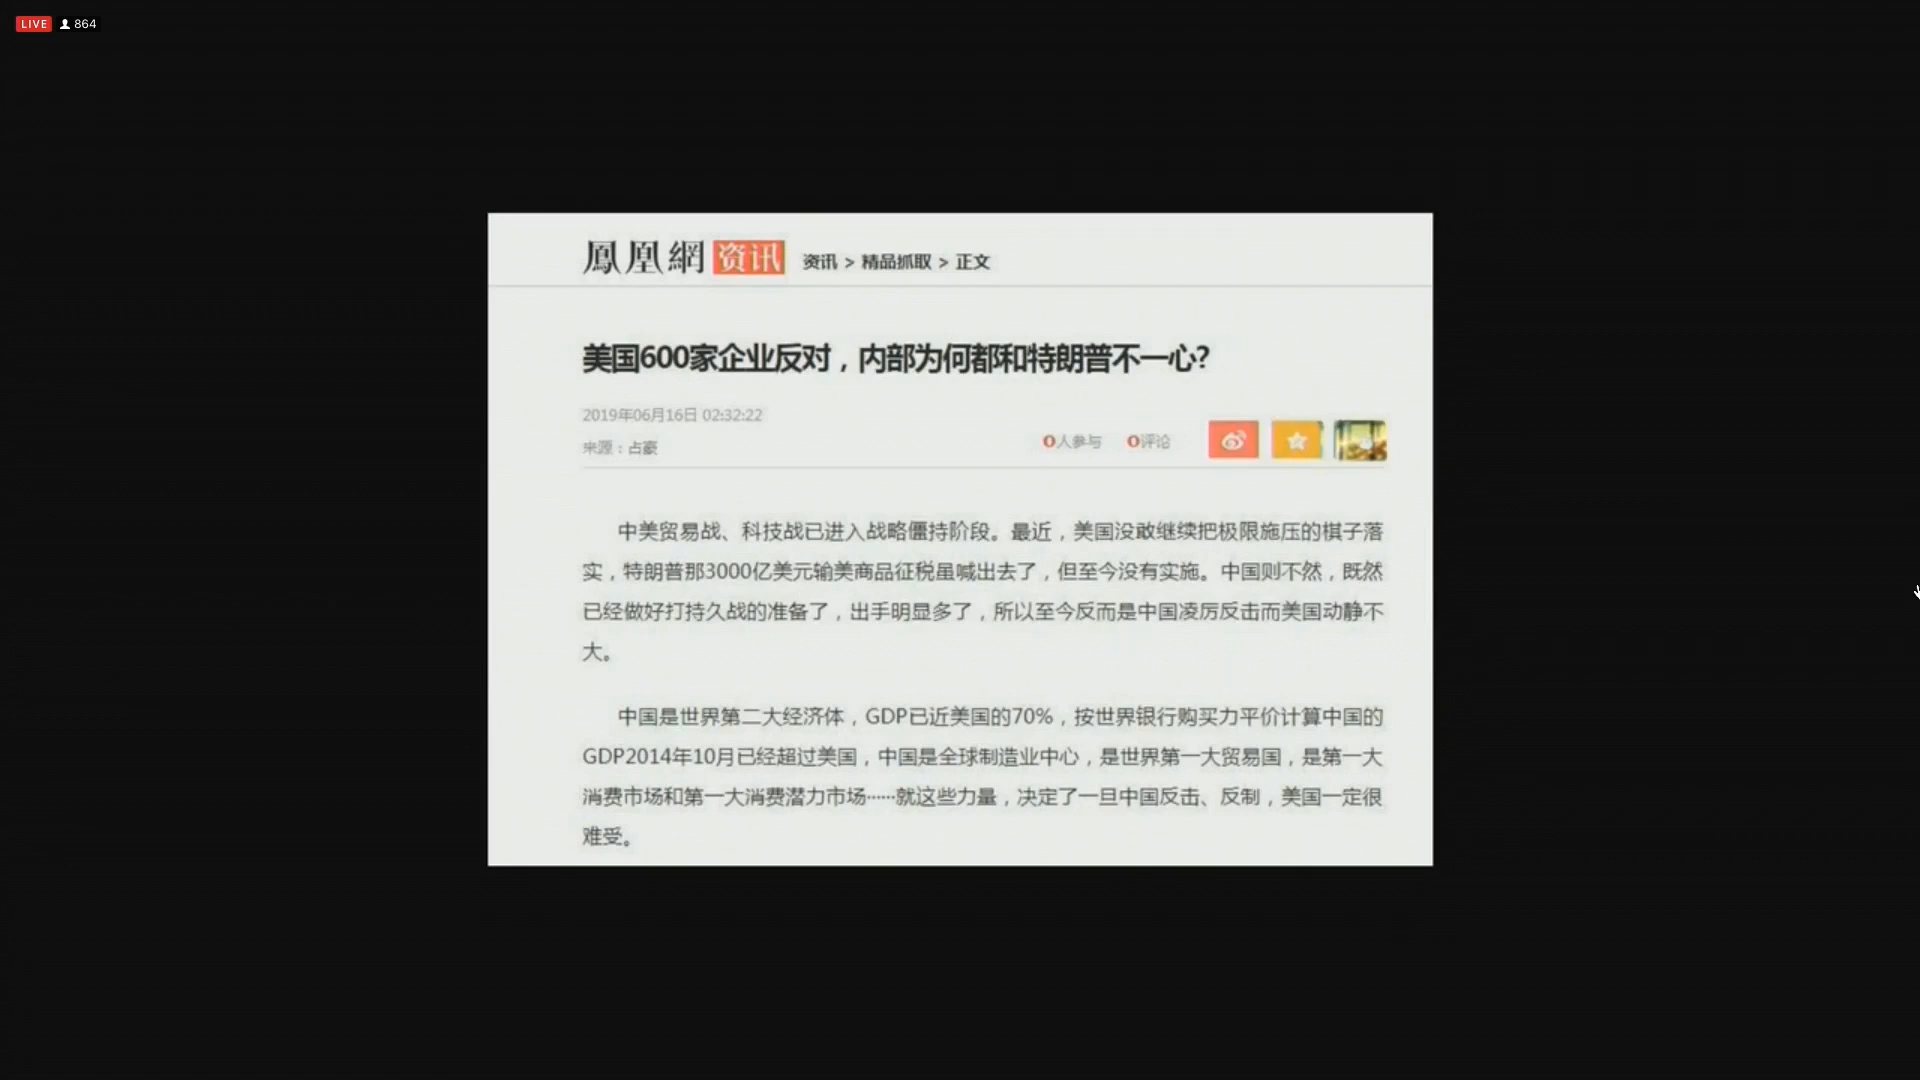 LIVE 864
鳳凰網 资讯 资讯 > 精品抓取 > 正文
美国600家企业反对，内部为何都和特朗普不一心?
2019年06月16日 02:32:22
来源：占豪
0人参与 0评论
中美贸易战、科技战已进入战略僵持阶段。最近，美国没敢继续把极限施压的棋子落
实，特朗普那3000亿美元输美商品征税虽喊出去了，但至今没有实施。中国则不然，既然
已经做好打持久战的准备了，出手明显多了，所以至今反而是中国凌厉反击而美国动静不
大。
中国是世界第二大经济体，GDP已近美国的70%，按世界银行购买力平价计算中国的
GDP2014年10月已经超过美国，中国是全球制造业中心，是世界第一大贸易国，是第一大
消费市场和第一大消费潜力市场······就这些力量，决定了一旦中国反击、反制，美国一定很
难受。